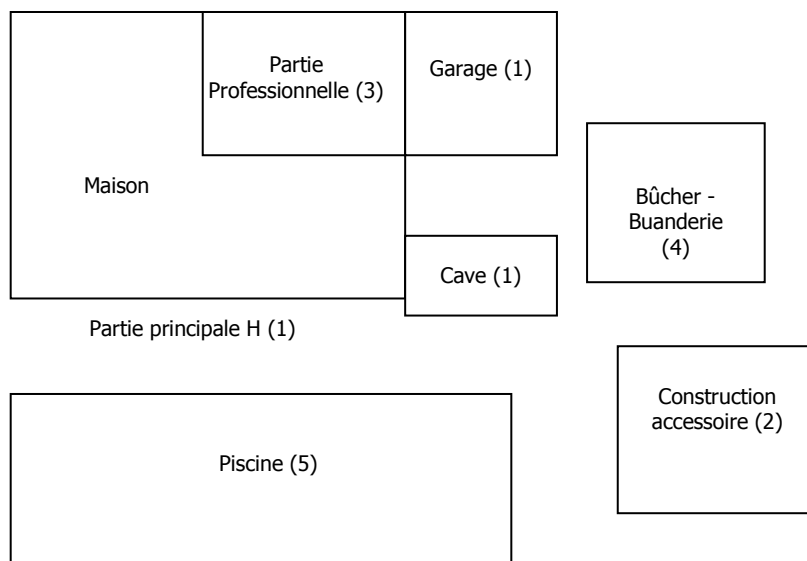 Partie
Professionnelle (3)
Garage (1)
Maison
Bûcher -
Buanderie
(4)
Cave (1)
Partie principale H (1)
Construction
accessoire (2)
Piscine (5)